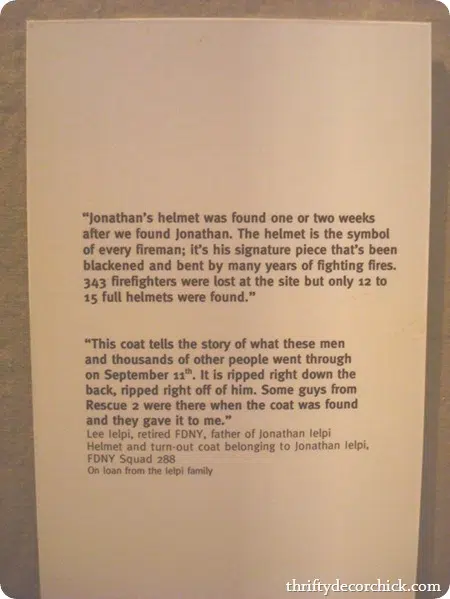 “Jonathan’s helmet was found one or two weeks
after we found Jonathan. The helmet is the symbol
of every fireman; it’s his signature piece that’s been
blackened and bent by many years of fighting fires.
343 firefighters were lost at the site but only 12 to
15 full helmets were found.”
“This coat tells the story of what these men
and thousands of other people went through
on September 11th. It is ripped right down the
back, ripped right off of him. Some guys from
Rescue 2 were there when the coat was found
and they gave it to me.”
Lee Ielpi, retired FDNY, father of Jonathan Ielpi
Helmet and turn-out coat belonging to Jonathan Ielpi,
FDNY Squad 288
On loan from the Ielpi family
thriftydecorchick.com